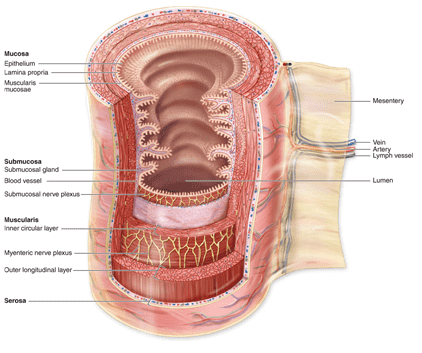 Mucosa
Epithelium
Lamina propria
Muscularis
mucosae
Submucosa
Submucosal gland
Blood vessel
Submucosal nerve plexus
Muscularis
Inner circular layer
Myenteric nerve plexus
Outer longitudinal layer
Serosa
Mesentery
Vein
Artery
Lymph vessel
Lumen